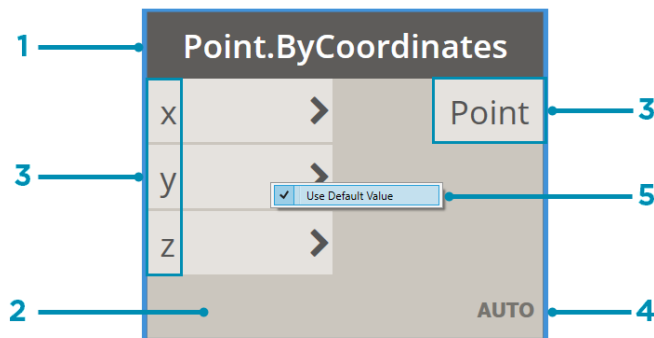 1 Point.ByCoordinates
x Point 3
3 y Use Default Value 5
z
2 AUTO 4